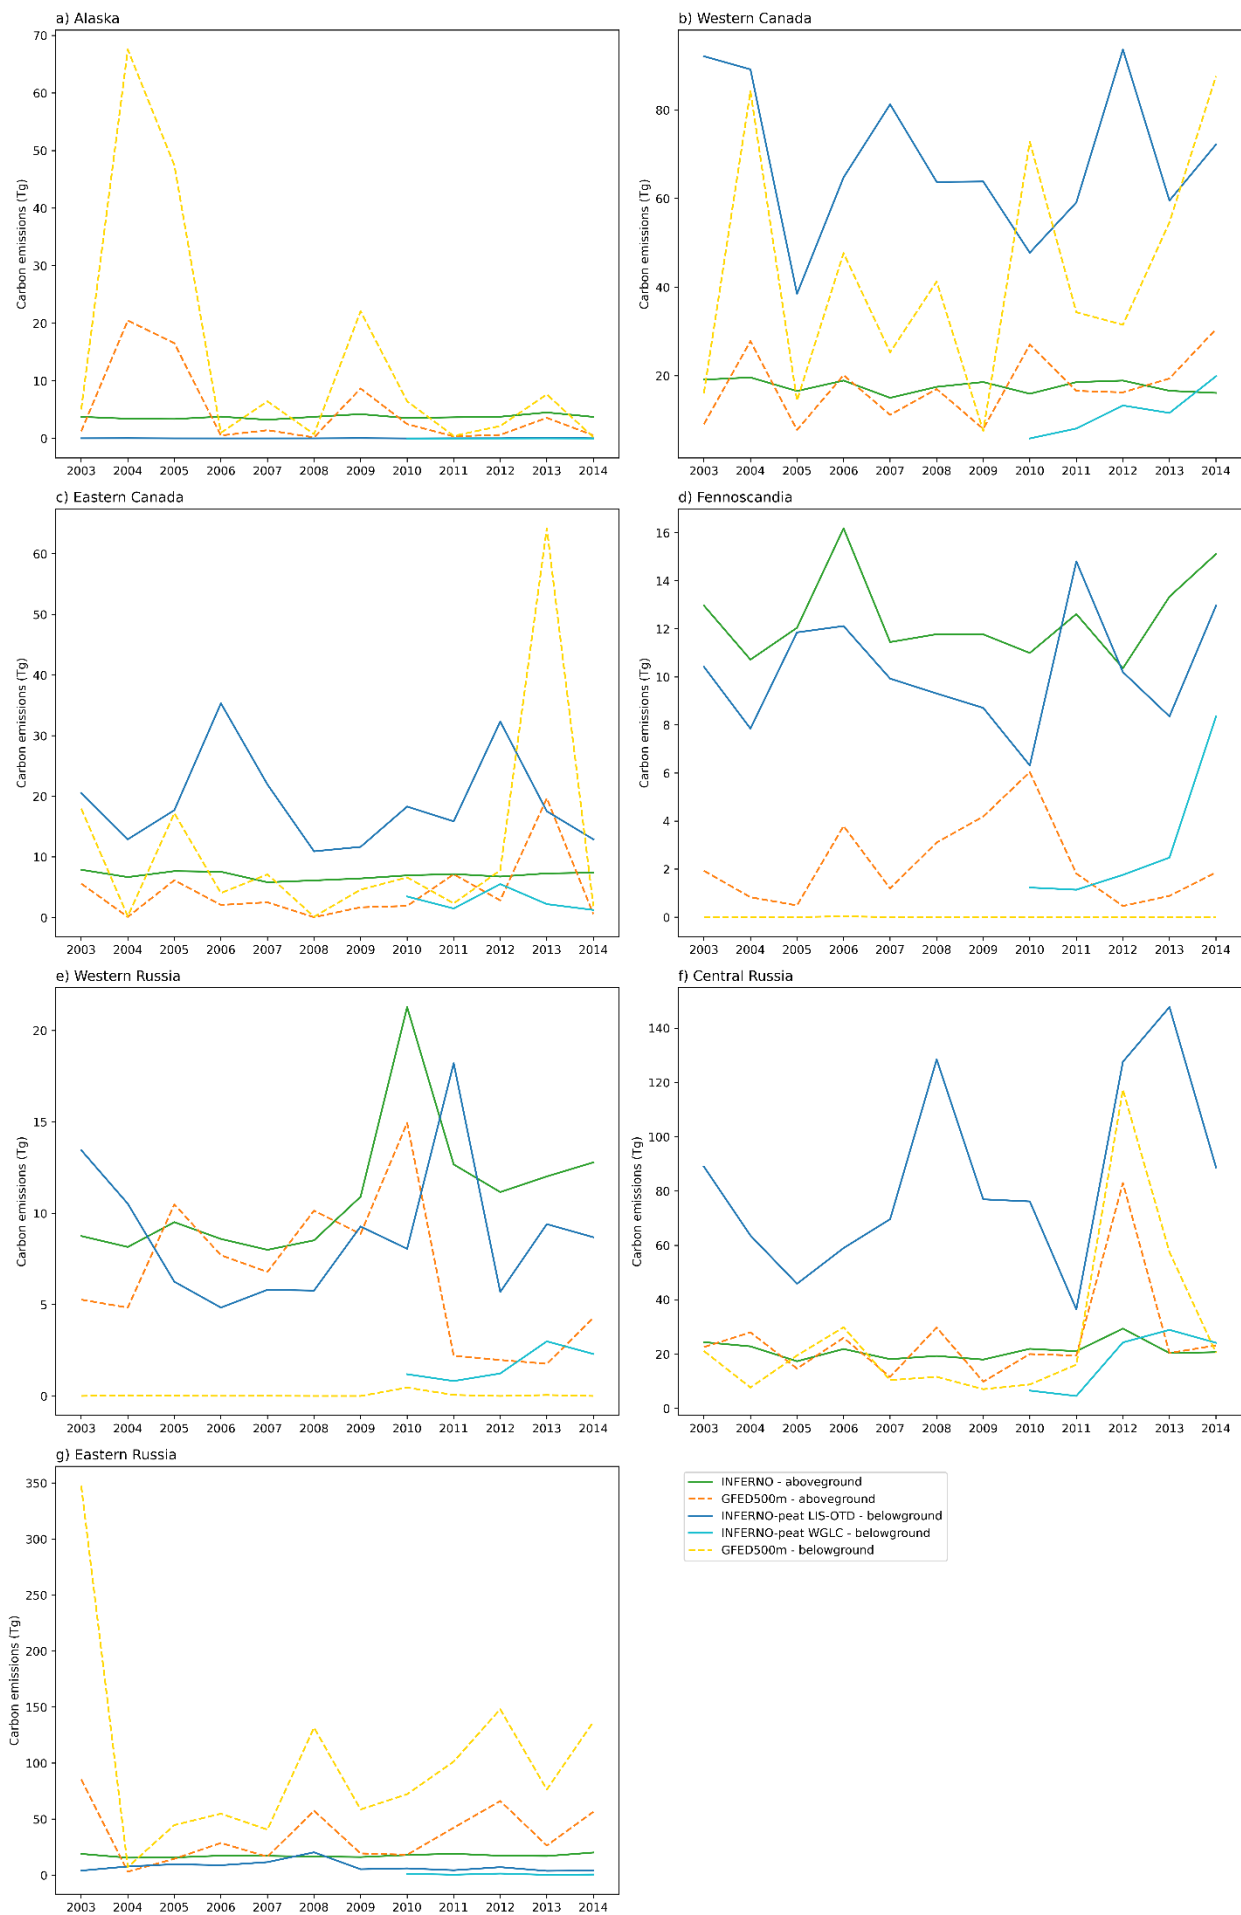 a) Alaska
70
60
50
40
30
20
10
0
Carbon emissions (Tg)
2003 2004 2005 2006 2007 2008 2009 2010 2011 2012 2013 2014
b) Western Canada
80
60
40
20
Carbon emissions (Tg)
2003 2004 2005 2006 2007 2008 2009 2010 2011 2012 2013 2014
c) Eastern Canada
60
50
40
30
20
10
0
Carbon emissions (Tg)
2003 2004 2005 2006 2007 2008 2009 2010 2011 2012 2013 2014
d) Fennoscandia
16
14
12
10
8
6
4
2
0
Carbon emissions (Tg)
2003 2004 2005 2006 2007 2008 2009 2010 2011 2012 2013 2014
e) Western Russia
20
15
10
5
0
Carbon emissions (Tg)
2003 2004 2005 2006 2007 2008 2009 2010 2011 2012 2013 2014
f) Central Russia
140
120
100
80
60
40
20
0
Carbon emissions (Tg)
2003 2004 2005 2006 2007 2008 2009 2010 2011 2012 2013 2014
g) Eastern Russia
350
300
250
200
150
100
50
0
Carbon emissions (Tg)
2003 2004 2005 2006 2007 2008 2009 2010 2011 2012 2013 2014
INFERNO - aboveground
GFED500m - aboveground
INFERNO-peat LIS-OTD - belowground
INFERNO-peat WGLC - belowground
GFED500m - belowground